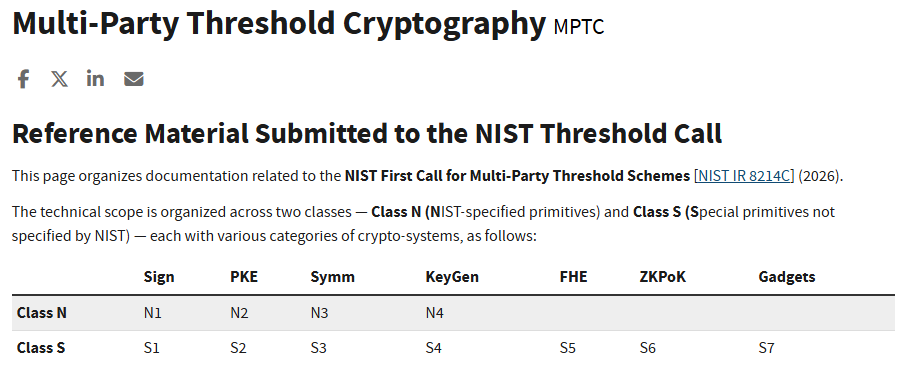 Multi-Party Threshold Cryptography MPTC
Reference Material Submitted to the NIST Threshold Call
This page organizes documentation related to the NIST First Call for Multi-Party Threshold Schemes [NIST IR 8214C] (2026).
The technical scope is organized across two classes — Class N (NIST-specified primitives) and Class S (Special primitives not
specified by NIST) — each with various categories of crypto-systems, as follows:
Sign PKE Symm KeyGen FHE ZKPoK Gadgets
Class N N1 N2 N3 N4
Class S S1 S2 S3 S4 S5 S6 S7